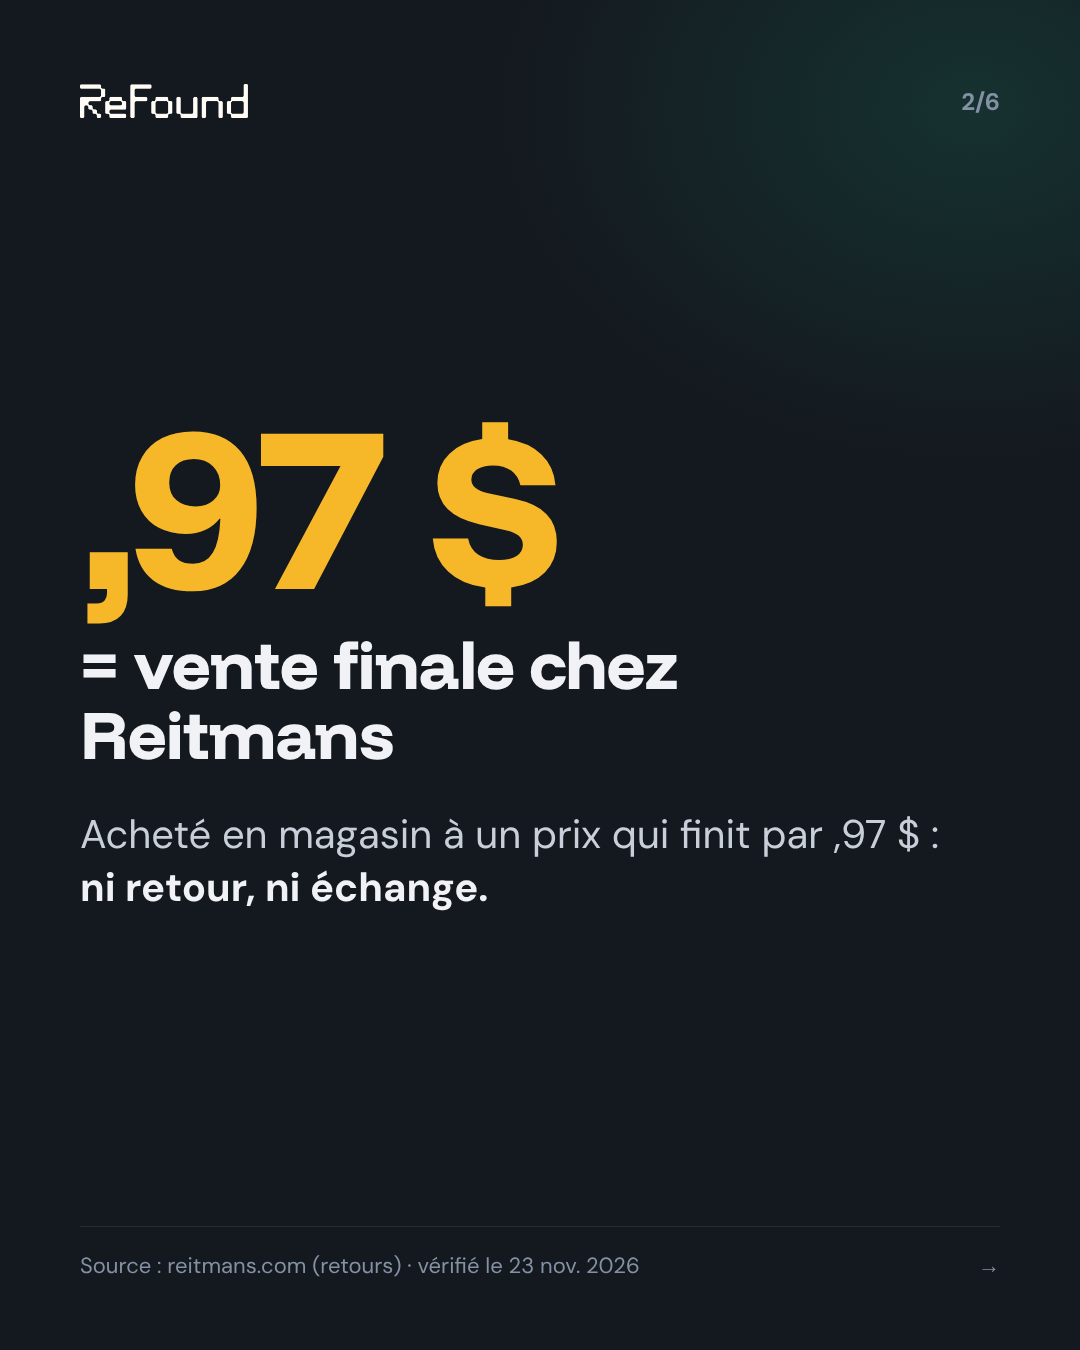 ReFound
2/6
,97 $
= vente finale chez
Reitmans
Acheté en magasin à un prix qui finit par ,97 $ :
ni retour, ni échange.
Source : reitmans.com (retours) · vérifié le 23 nov. 2026
→